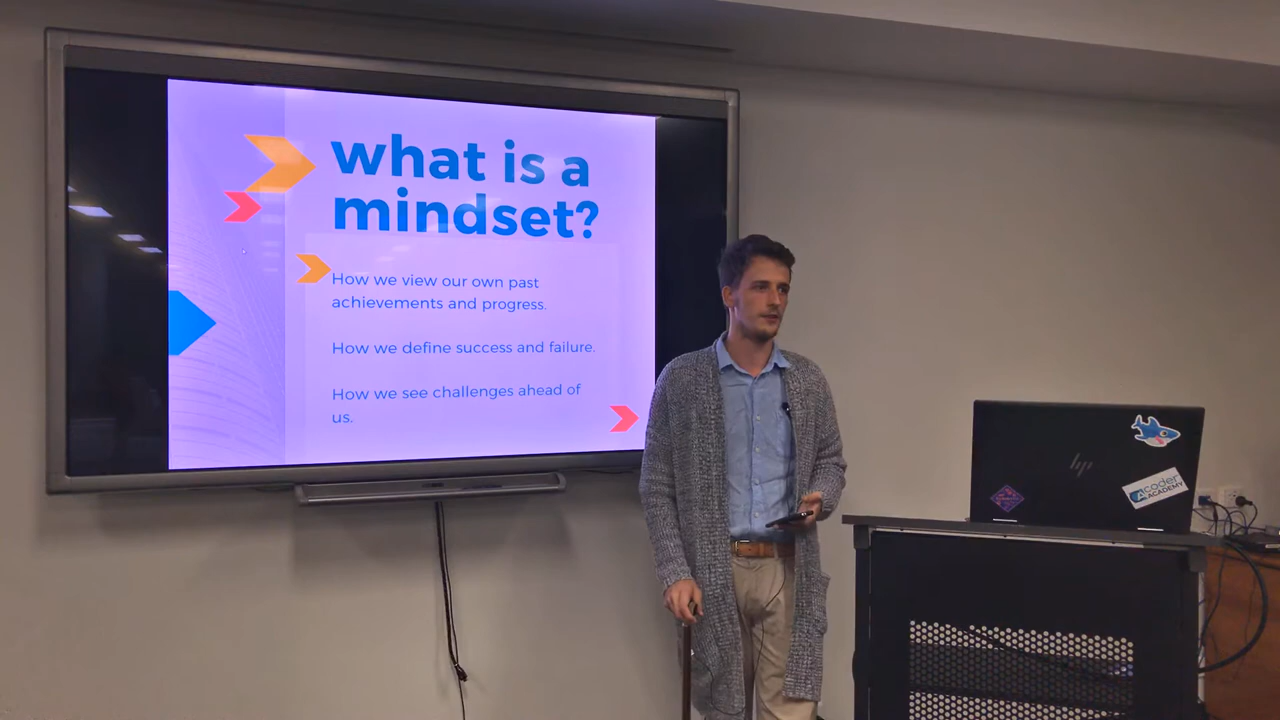 what is a
mindset?
How we view our own past
achievements and progress.
How we define success and failure.
How we see challenges ahead of
us.
hp
coder
ACADEMY